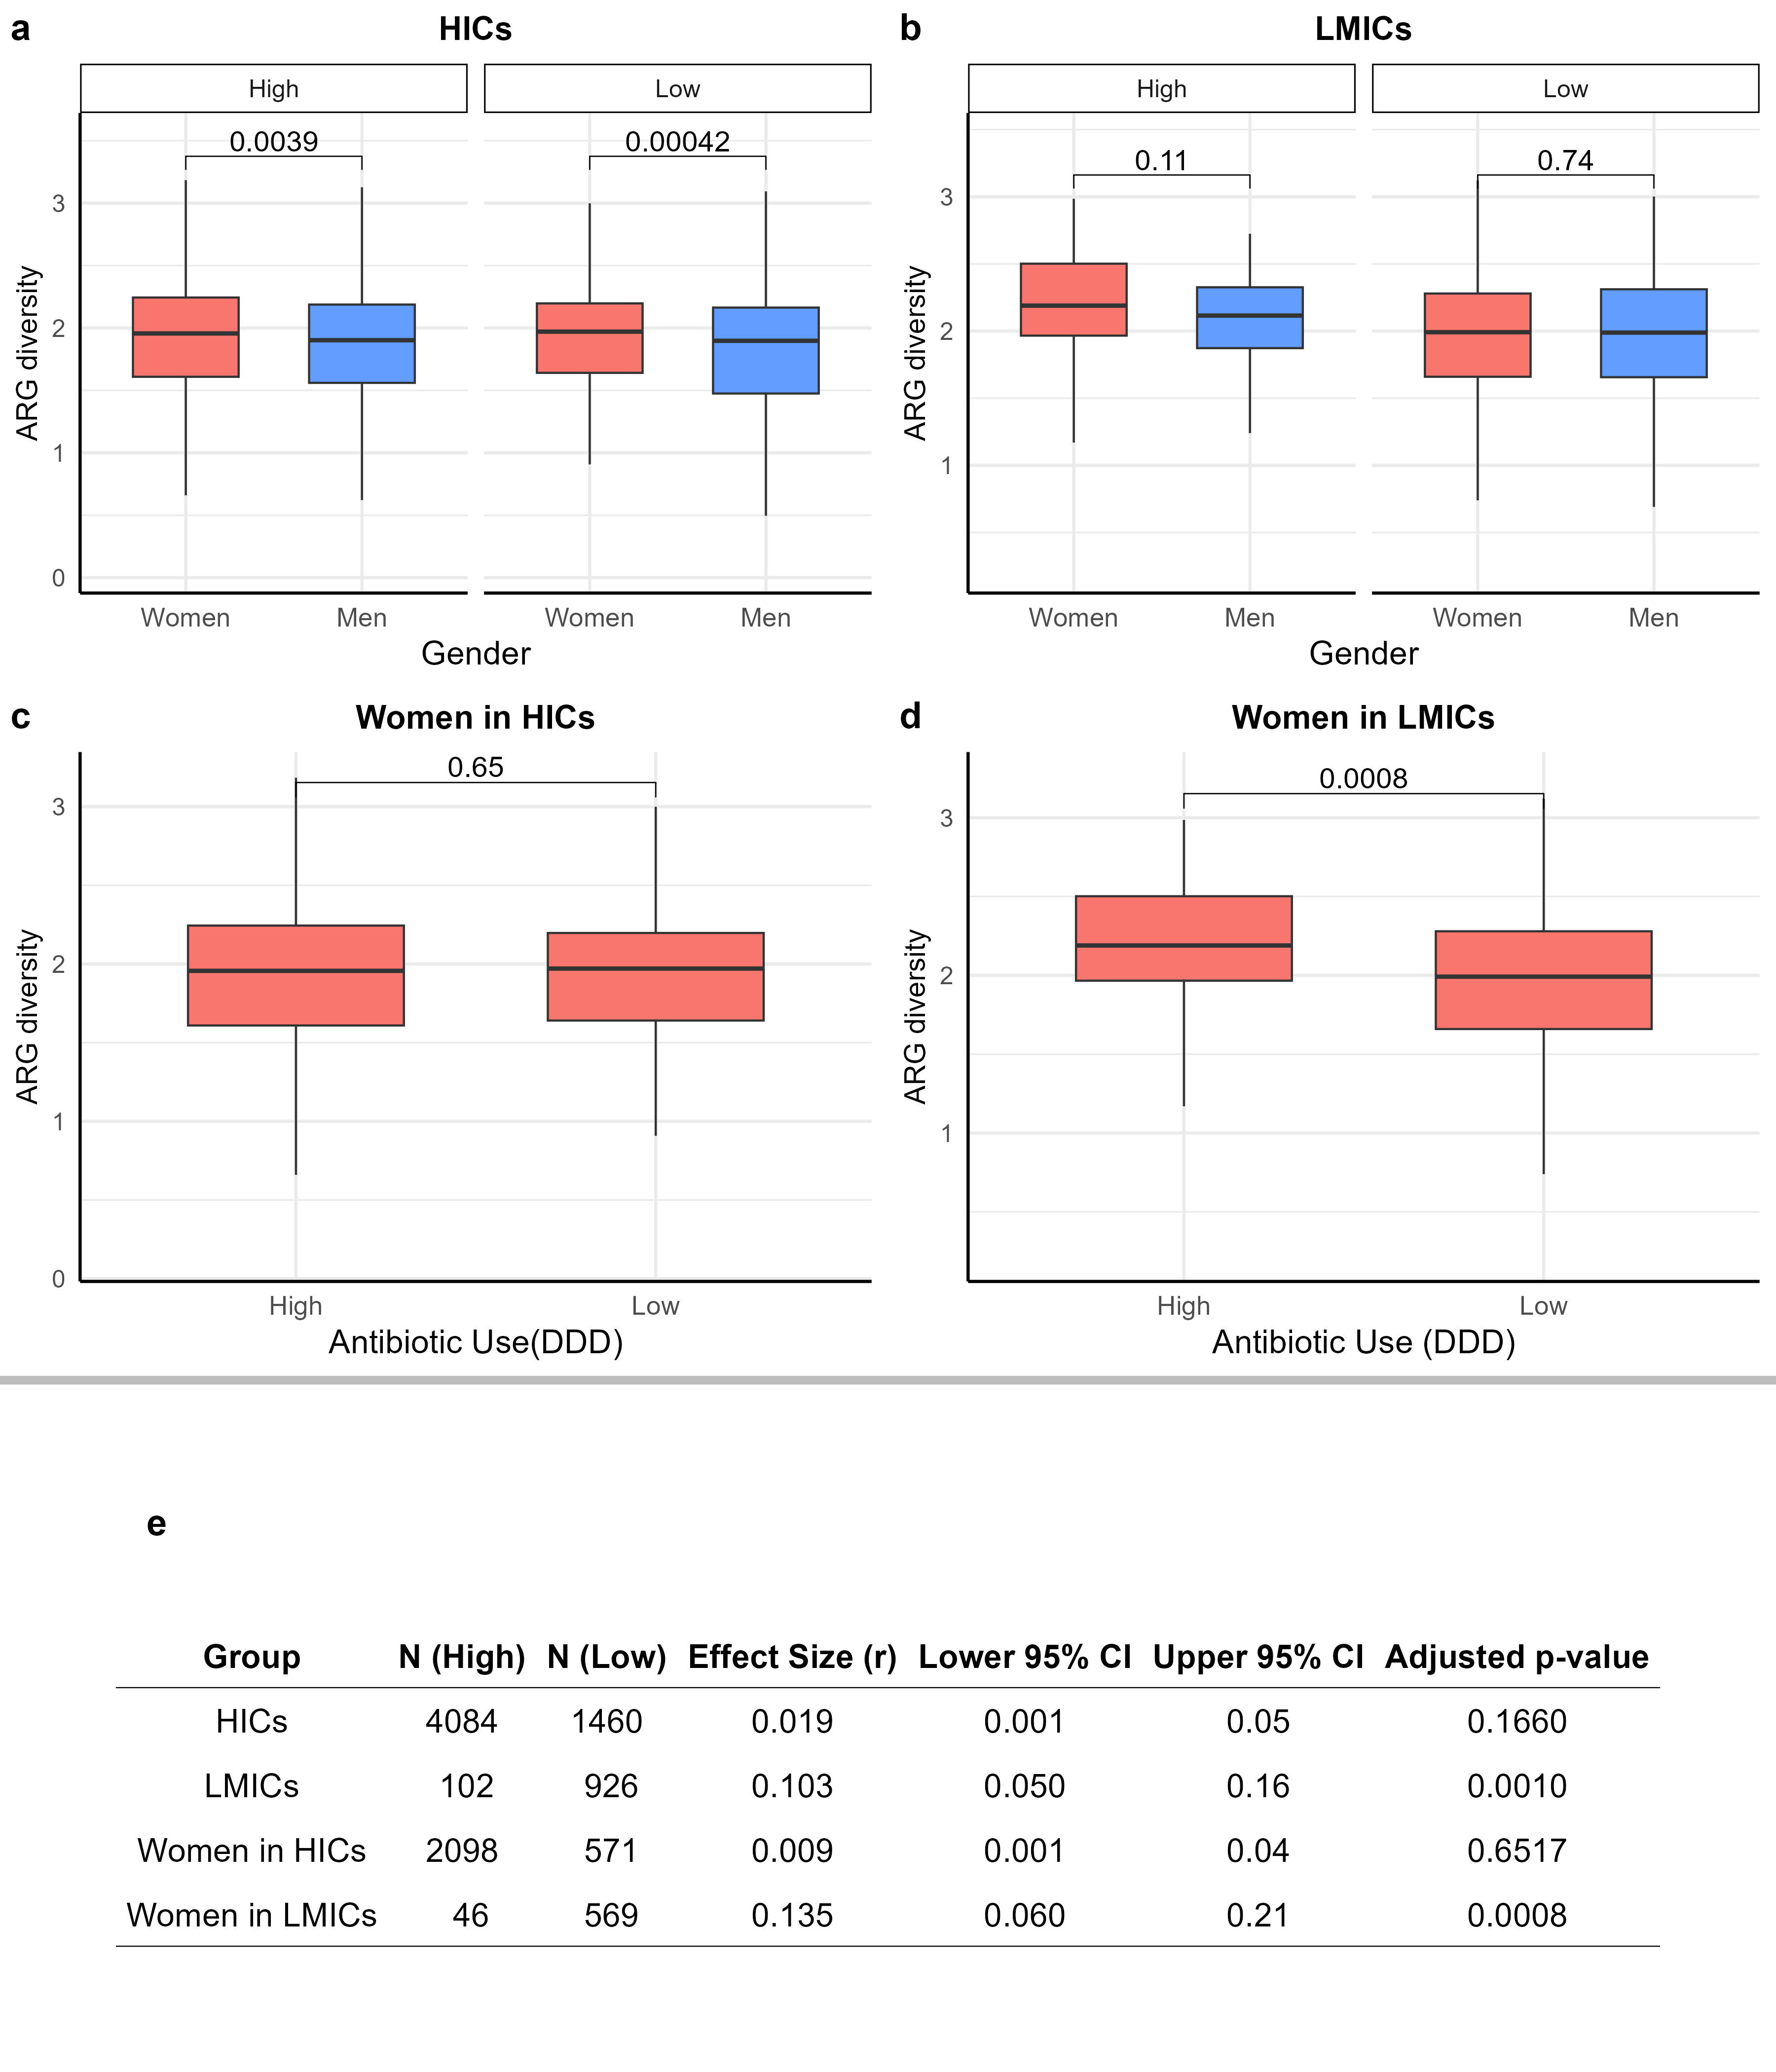 a
HICs
High
Low
0.0039
0.00042
ARG diversity
3
2
1
0
Women
Men
Women
Men
Gender
b
LMICs
High
Low
0.11
0.74
ARG diversity
3
2
1
Women
Men
Women
Men
Gender
c
Women in HICs
0.65
ARG diversity
3
2
1
0
High
Low
Antibiotic Use(DDD)
d
Women in LMICs
0.0008
ARG diversity
3
2
1
High
Low
Antibiotic Use (DDD)
e
Group N (High) N (Low) Effect Size (r) Lower 95% CI Upper 95% CI Adjusted p-value
HICs 4084 1460 0.019 0.001 0.05 0.1660
LMICs 102 926 0.103 0.050 0.16 0.0010
Women in HICs 2098 571 0.009 0.001 0.04 0.6517
Women in LMICs 46 569 0.135 0.060 0.21 0.0008